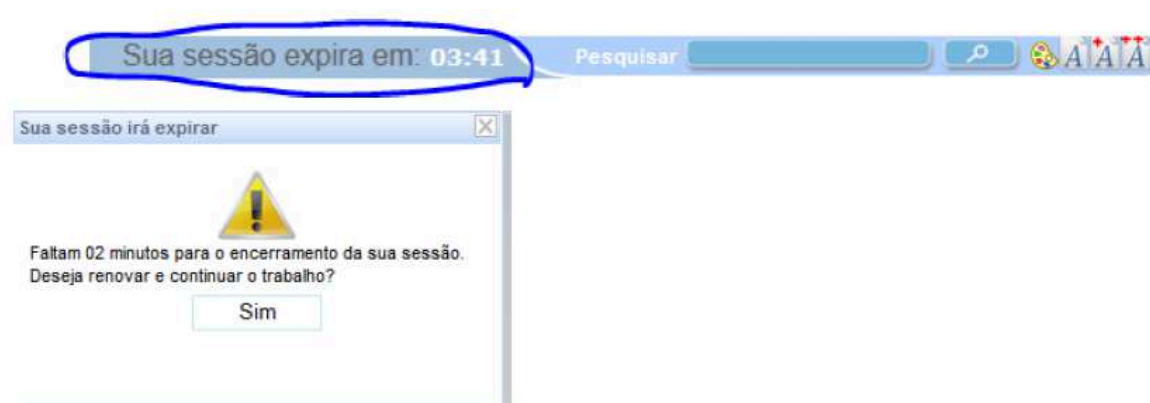 Sua sessão expira em: 03:41 Pesquisar A A A
Sua sessão irá expirar
Faltam 02 minutos para o encerramento da sua sessão.
Deseja renovar e continuar o trabalho?
Sim